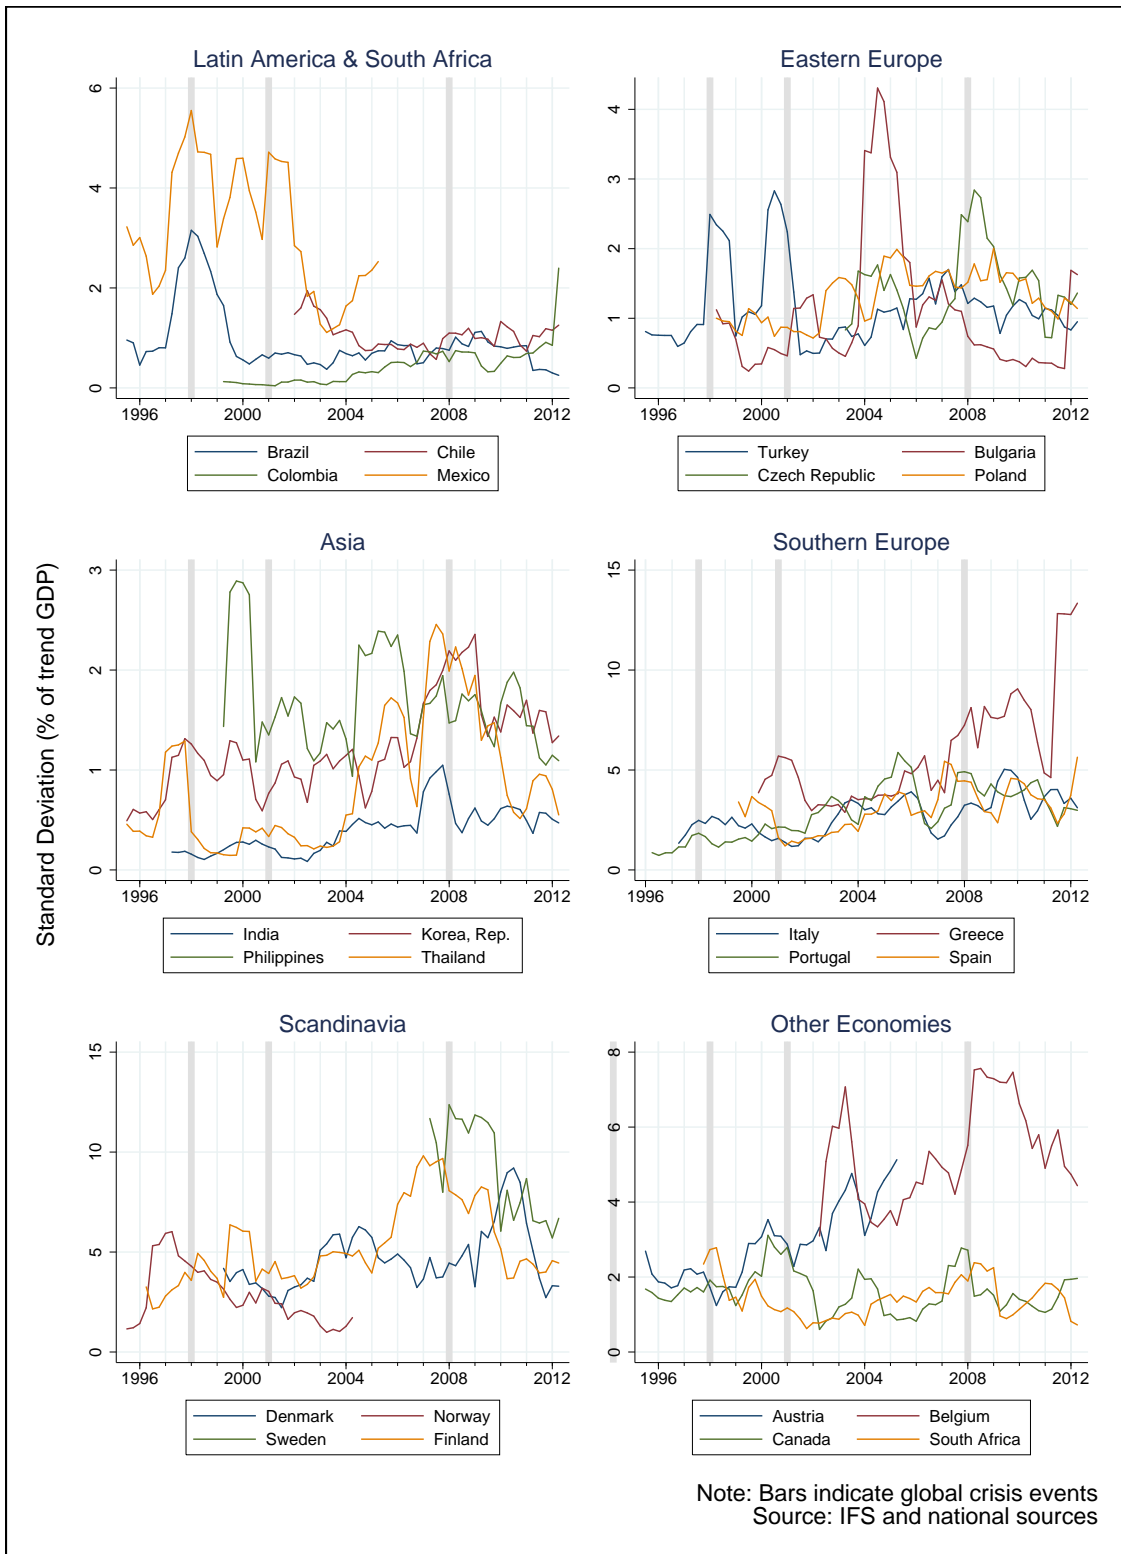 Standard Deviation (% of trend GDP)
Latin America & South Africa
6
4
2
0
1996 2000 2004 2008 2012
Brazil Chile
Colombia Mexico
Eastern Europe
4
3
2
1
0
1996 2000 2004 2008 2012
Turkey Bulgaria
Czech Republic Poland
Asia
3
2
1
0
1996 2000 2004 2008 2012
India Korea, Rep.
Philippines Thailand
Southern Europe
15
10
5
0
1996 2000 2004 2008 2012
Italy Greece
Portugal Spain
Scandinavia
15
10
5
0
1996 2000 2004 2008 2012
Denmark Norway
Sweden Finland
Other Economies
8
6
4
2
0
1996 2000 2004 2008 2012
Austria Belgium
Canada South Africa
Note: Bars indicate global crisis events
Source: IFS and national sources